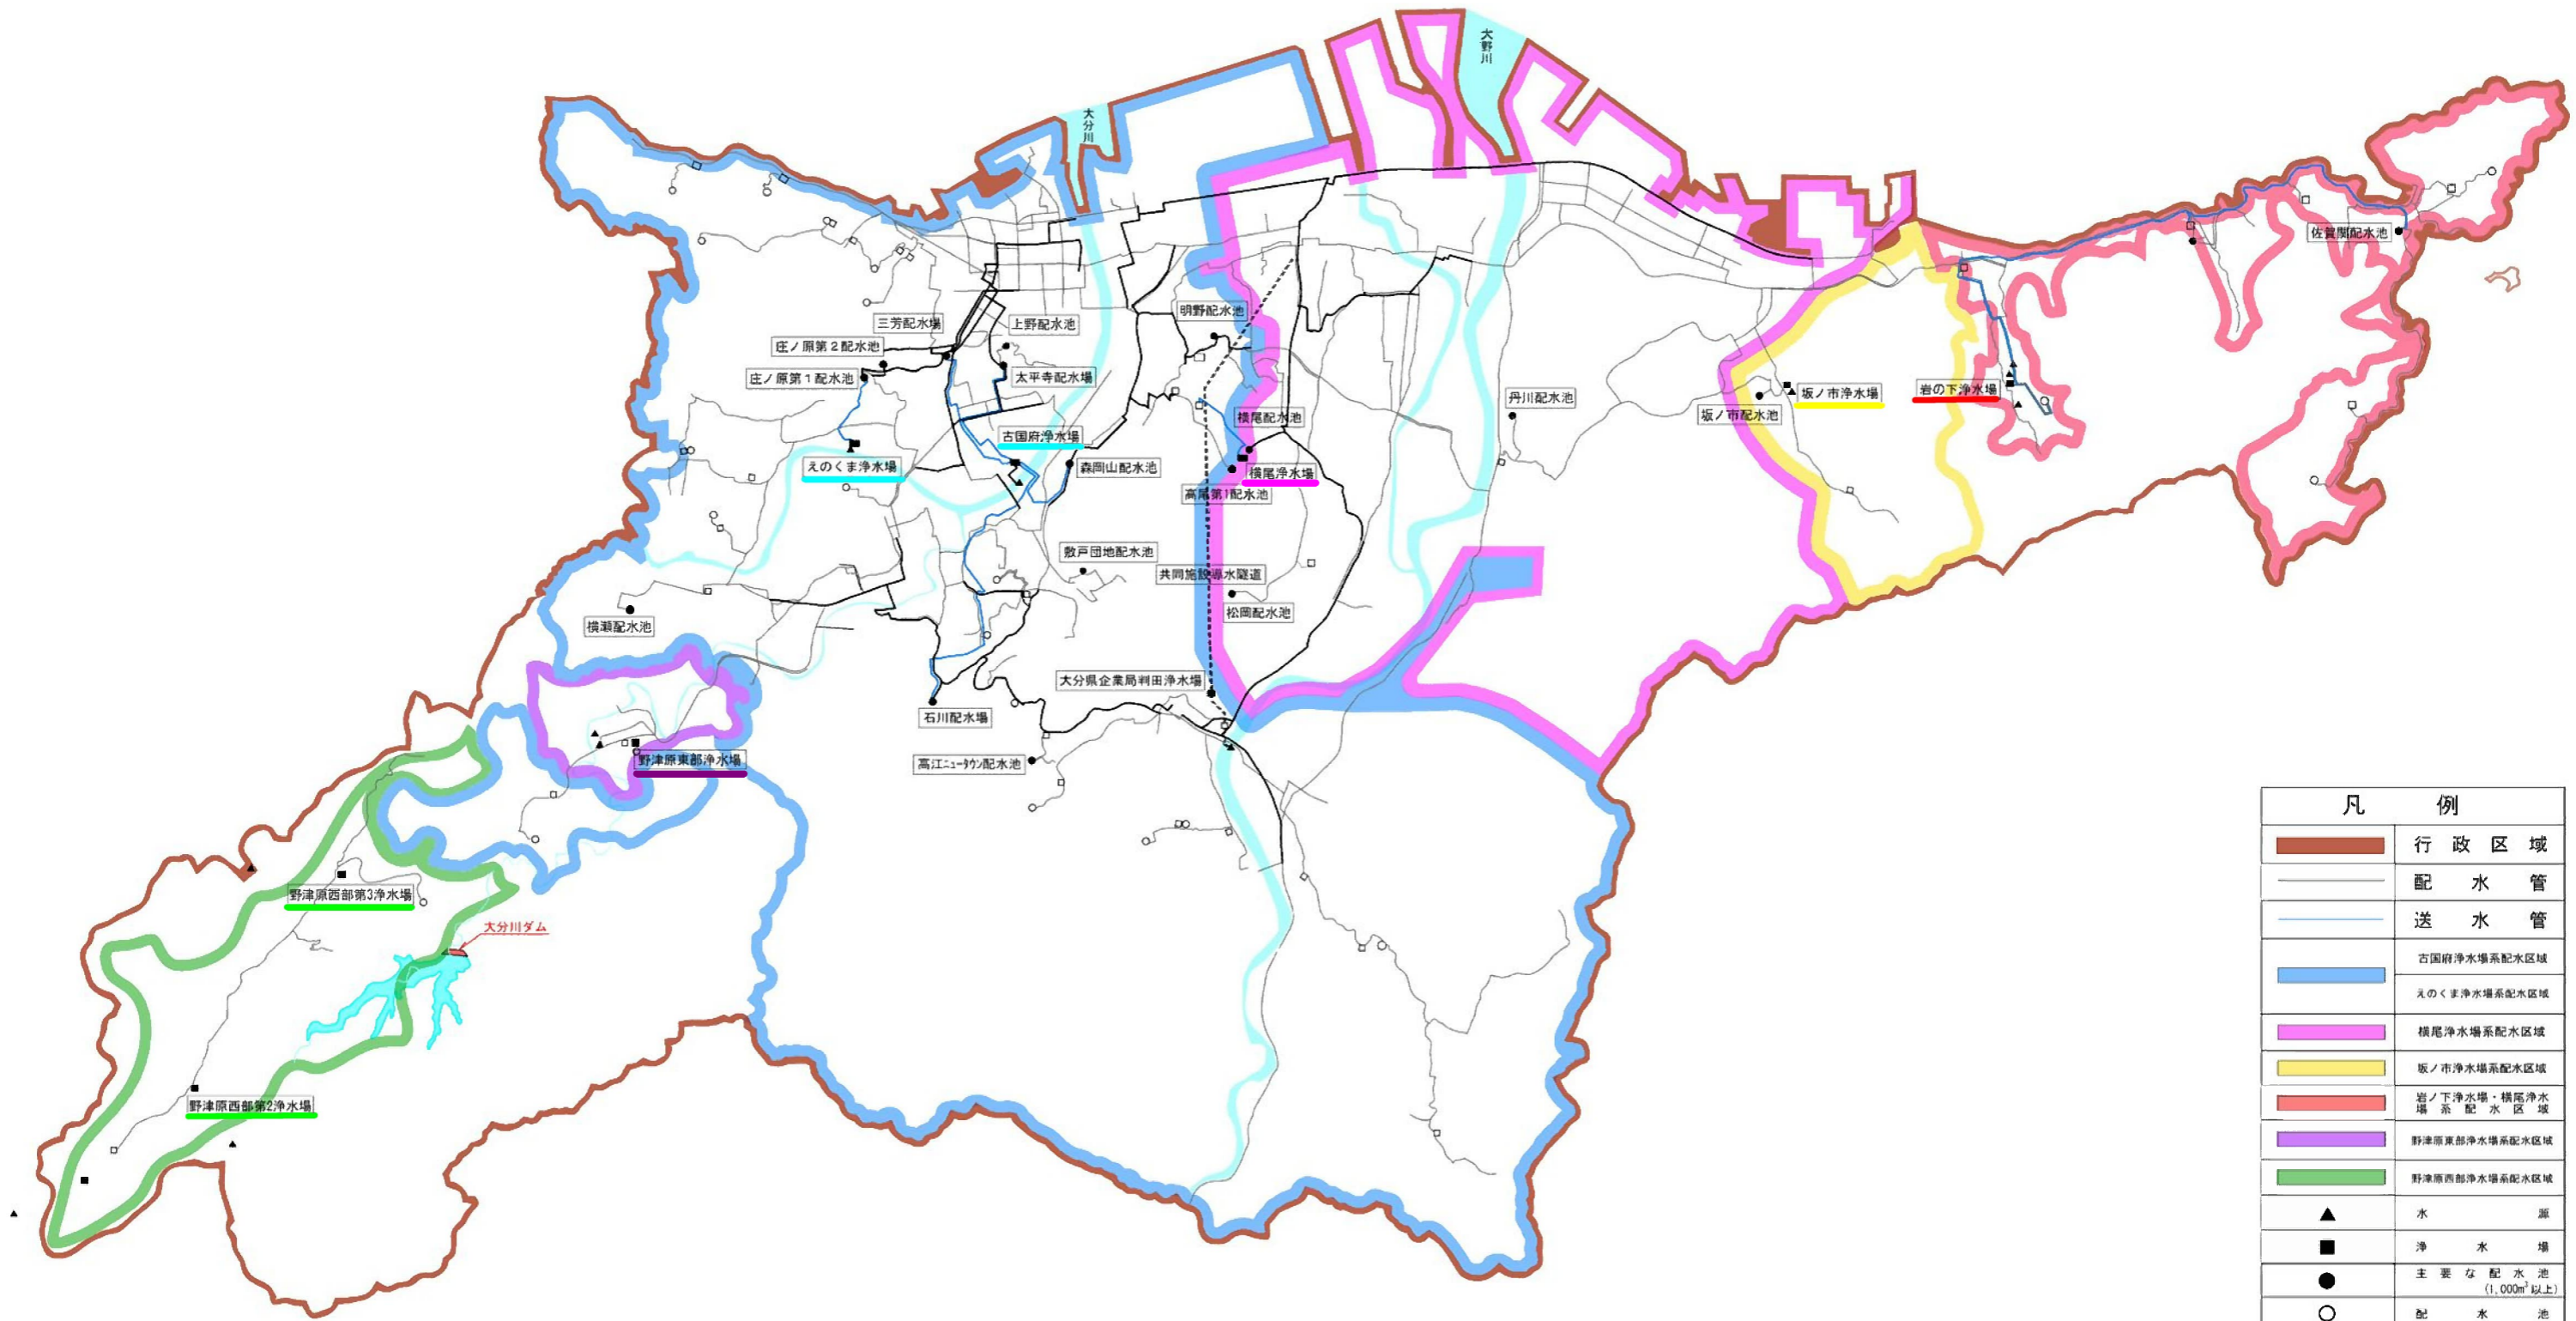 大野川
大分川
佐賀関配水池
明野配水池
三芳配水場
上野配水池
庄ノ原第2配水池
庄ノ原第1配水池
太平寺配水場
坂ノ市浄水場
岩の下浄水場
丹川配水池
坂ノ市配水池
横尾配水池
古国府浄水場
えのくま浄水場
森岡山配水池
横尾浄水場
高尾第1配水池
敷戸団地配水池
共同施設導水隧道
松岡配水池
横瀬配水池
大分県企業局判田浄水場
石川配水場
野津原東部浄水場
高江ニュータウン配水池
野津原西部第3浄水場
大分川ダム
野津原西部第2浄水場
凡 例
行政区域
配水管
送水管
古国府浄水場系配水区域
えのくま浄水場系配水区域
横尾浄水場系配水区域
坂ノ市浄水場系配水区域
岩ノ下浄水場・横尾浄水
場系配水区域
野津原東部浄水場系配水区域
野津原西部浄水場系配水区域
水源
浄水場
主要な配水池
(1,000m³以上)
配水池